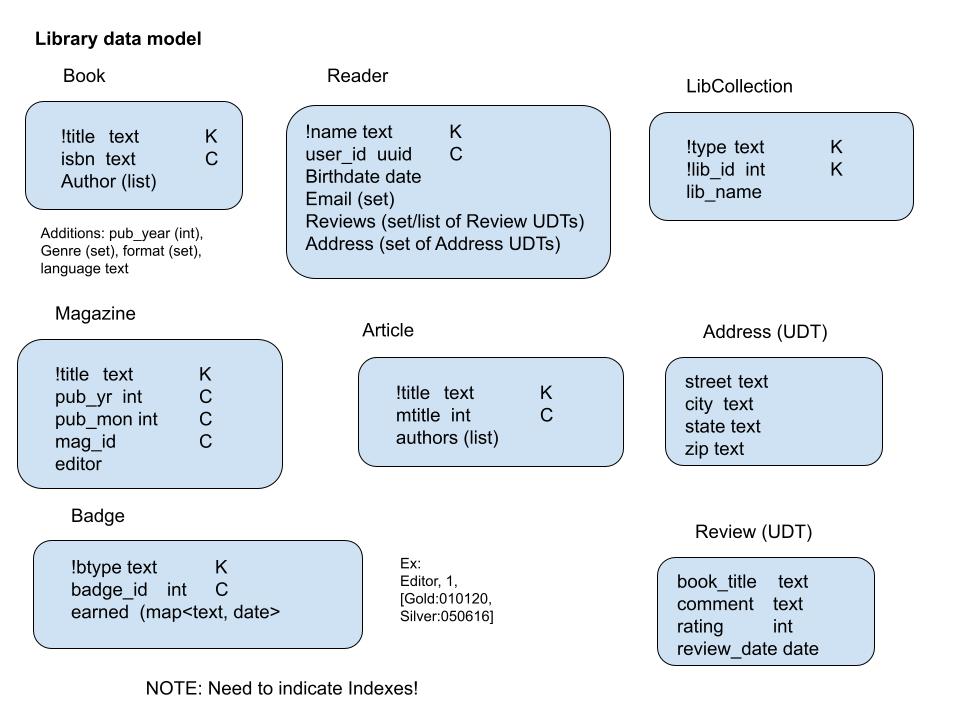 Library data model
Book
!title text K
isbn text C
Author (list)
Additions: pub_year (int),
Genre (set), format (set),
language text
Reader
!name text K
user_id uuid C
Birthdate date
Email (set)
Reviews (set/list of Review UDTs)
Address (set of Address UDTs)
LibCollection
!type text K
!lib_id int K
lib_name
Magazine
!title text K
pub_yr int C
pub_mon int C
mag_id C
editor
Article
!title text K
mtitle int C
authors (list)
Address (UDT)
street text
city text
state text
zip text
Badge
!btype text K
badge_id int C
earned (map<text, date>
Ex:
Editor, 1,
[Gold:010120,
Silver:050616]
Review (UDT)
book_title text
comment text
rating int
review_date date
NOTE: Need to indicate Indexes!